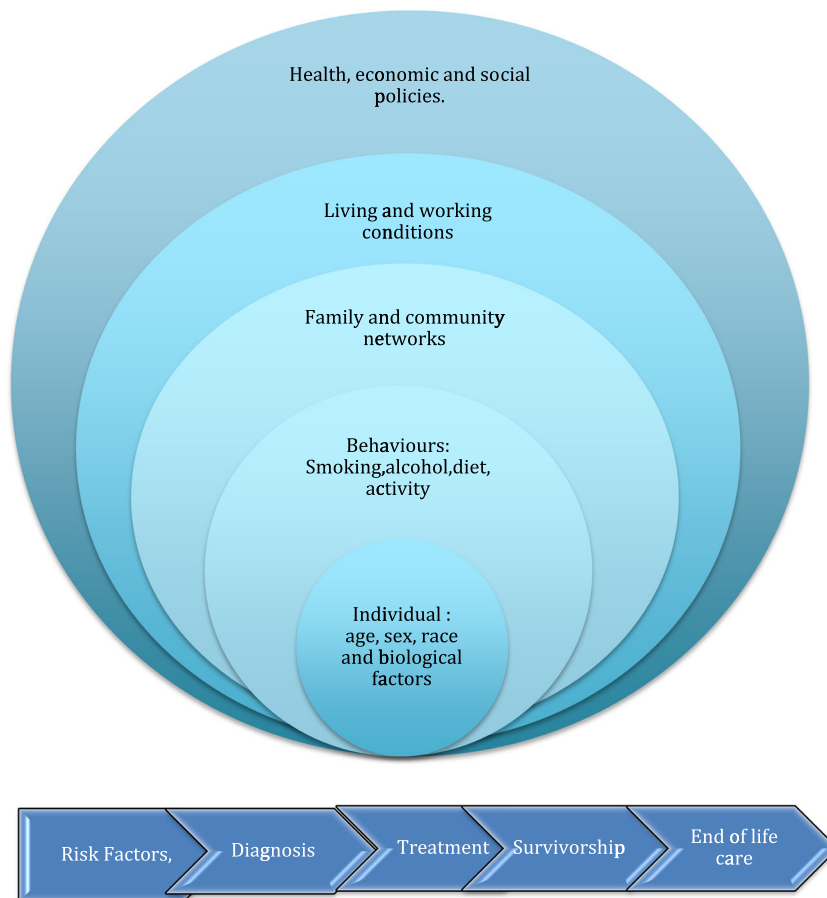 Health, economic and social
policies.
Living and working
conditions
Family and community
networks
Behaviours:
Smoking,alcohol,diet,
activity
Individual :
age, sex, race
and biological
factors
Risk Factors,
Diagnosis
Treatment
Survivorship
End of life
care